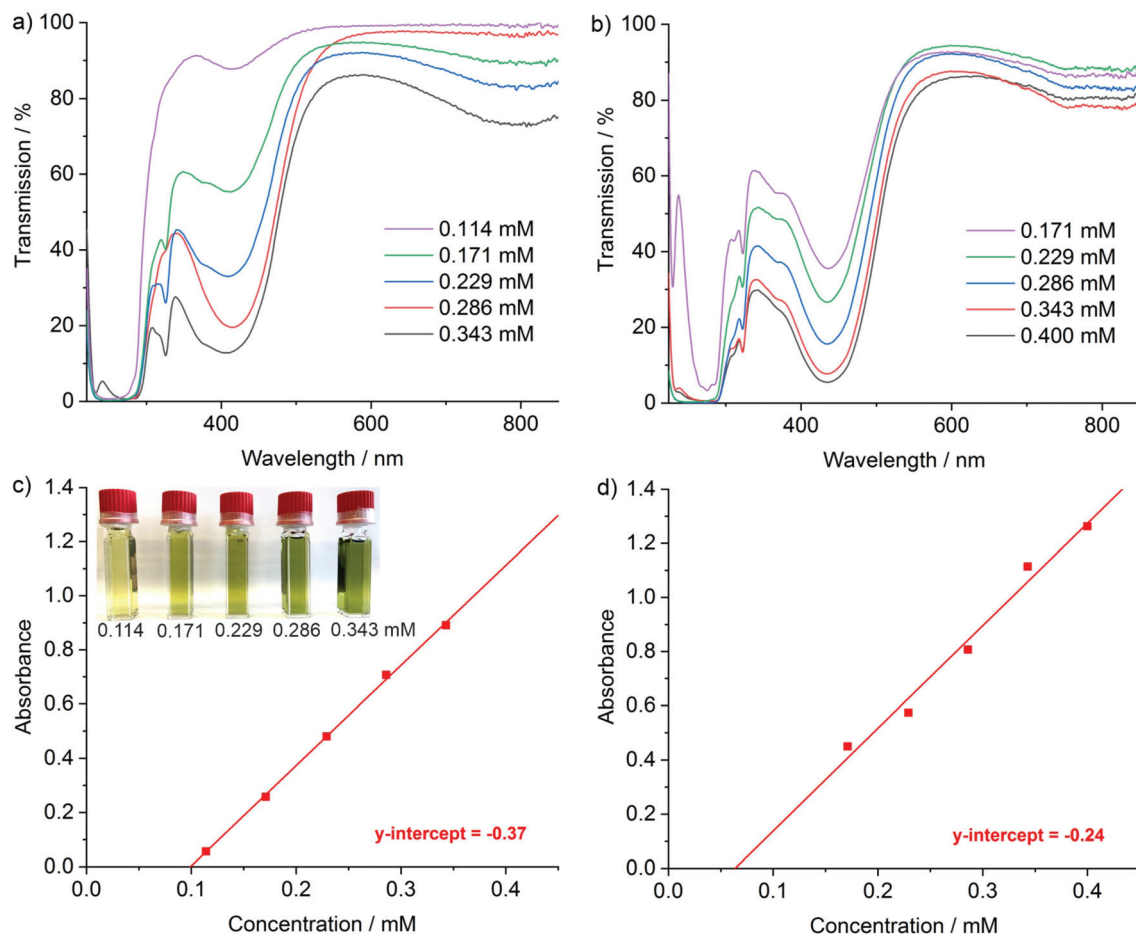 a)
100
80
60
40
20
0
Transmission / %
0.114 mM
0.171 mM
0.229 mM
0.286 mM
0.343 mM
400
600
800
Wavelength / nm
b)
100
80
60
40
20
0
Transmission / %
0.171 mM
0.229 mM
0.286 mM
0.343 mM
0.400 mM
400
600
800
Wavelength / nm
c)
1.4
1.2
1.0
0.8
0.6
0.4
0.2
0.0
Absorbance
0.114 0.171 0.229 0.286 0.343 mM
y-intercept = -0.37
0.0 0.1 0.2 0.3 0.4
Concentration / mM
d)
1.4
1.2
1.0
0.8
0.6
0.4
0.2
0.0
Absorbance
y-intercept = -0.24
0.0 0.1 0.2 0.3 0.4
Concentration / mM